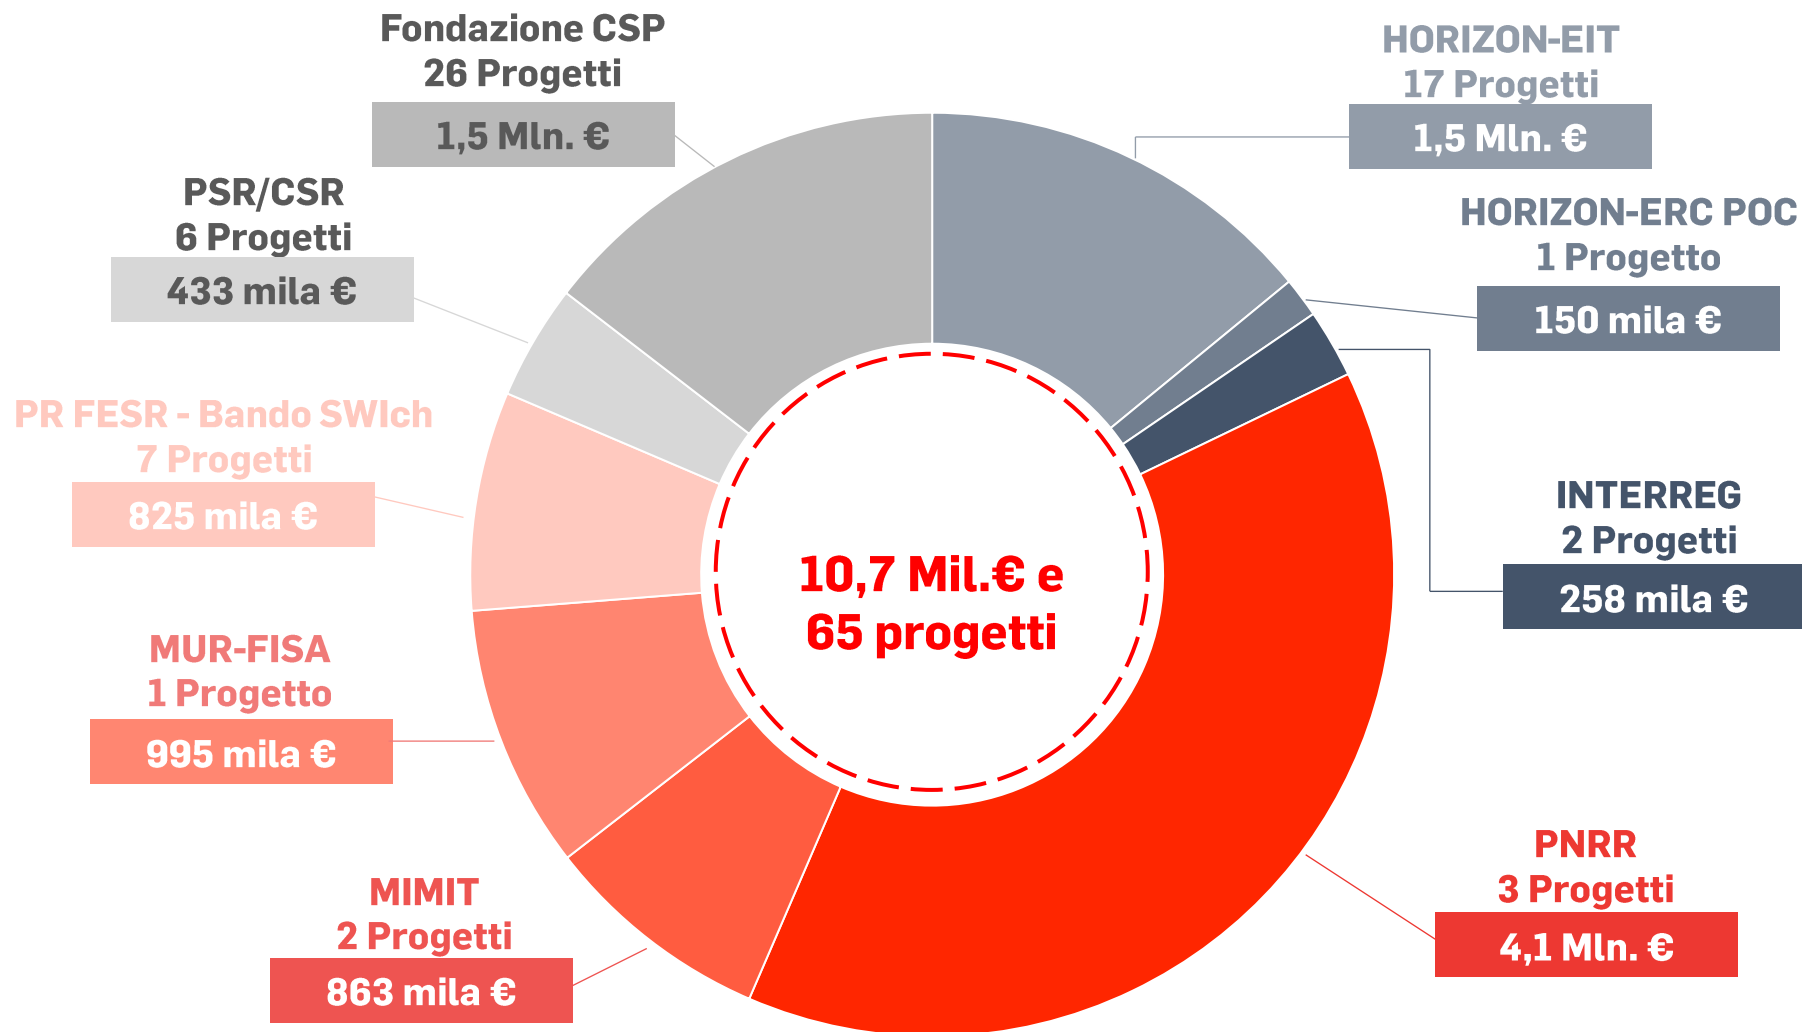 Fondazione CSP
26 Progetti
1,5 Mln. €
HORIZON-EIT
17 Progetti
1,5 Mln. €
PSR/CSR
6 Progetti
433 mila €
HORIZON-ERC POC
1 Progetto
150 mila €
PR FESR - Bando SWIch
7 Progetti
825 mila €
INTERREG
2 Progetti
258 mila €
10,7 Mil.€ e
65 progetti
MUR-FISA
1 Progetto
995 mila €
PNRR
3 Progetti
4,1 Mln. €
MIMIT
2 Progetti
863 mila €